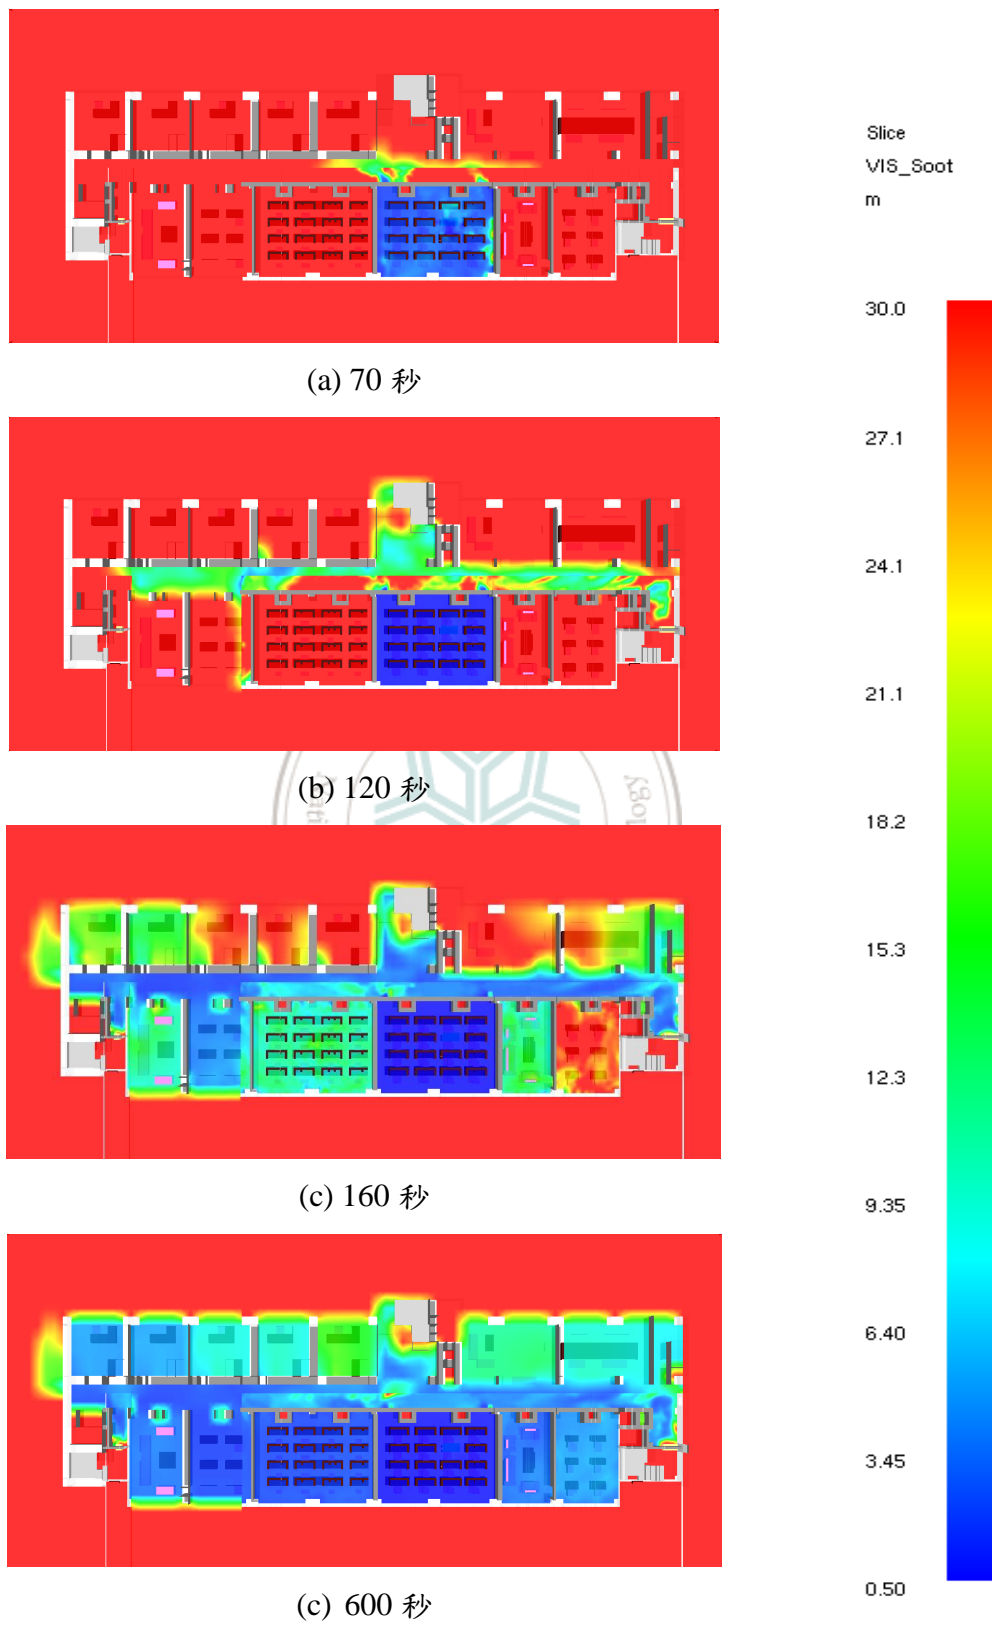 Slice
VIS_Soot
m
30.0
27.1
24.1
21.1
18.2
15.3
12.3
9.35
6.40
3.45
0.50
(a) 70 秒
(b) 120 秒
(c) 160 秒
(c) 600 秒